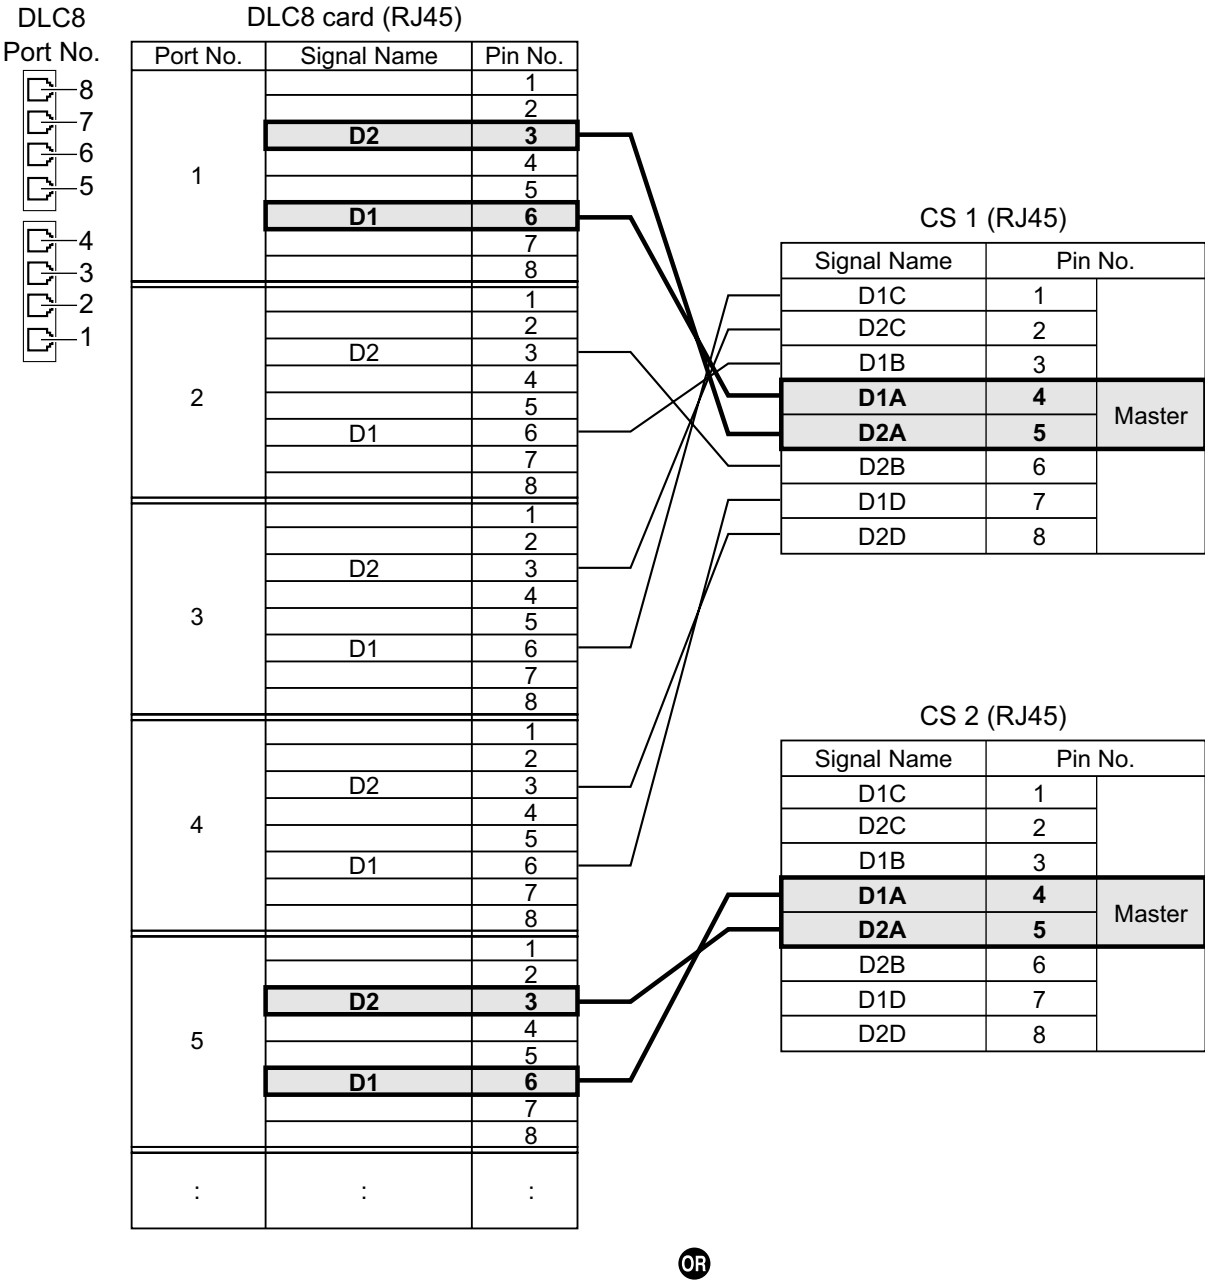 DLC8
Port No.
8
7
6
5
4
3
2
1
DLC8 card (RJ45)
Port No. Signal Name Pin No.
1
1
2
D2 3
4
5
D1 6
7
8
2
1
2
D2 3
4
5
D1 6
7
8
3
1
2
D2 3
4
5
D1 6
7
8
4
1
2
D2 3
4
5
D1 6
7
8
5
1
2
D2 3
4
5
D1 6
7
8
: : :
CS 1 (RJ45)
Signal Name Pin No.
D1C 1
D2C 2
D1B 3
D1A 4
Master
D2A 5
D2B 6
D1D 7
D2D 8
CS 2 (RJ45)
Signal Name Pin No.
D1C 1
D2C 2
D1B 3
D1A 4
Master
D2A 5
D2B 6
D1D 7
D2D 8
OR